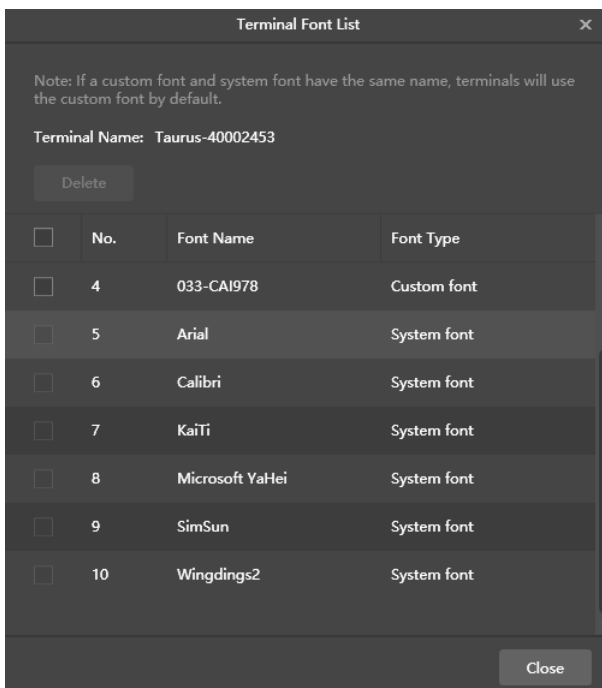 Terminal Font List
Note: If a custom font and system font have the same name, terminals will use
the custom font by default.
Terminal Name: Taurus-40002453
Delete
No. Font Name Font Type
4 033-CAI978 Custom font
5 Arial System font
6 Calibri System font
7 KaiTi System font
8 Microsoft YaHei System font
9 SimSun System font
10 Wingdings2 System font
Close